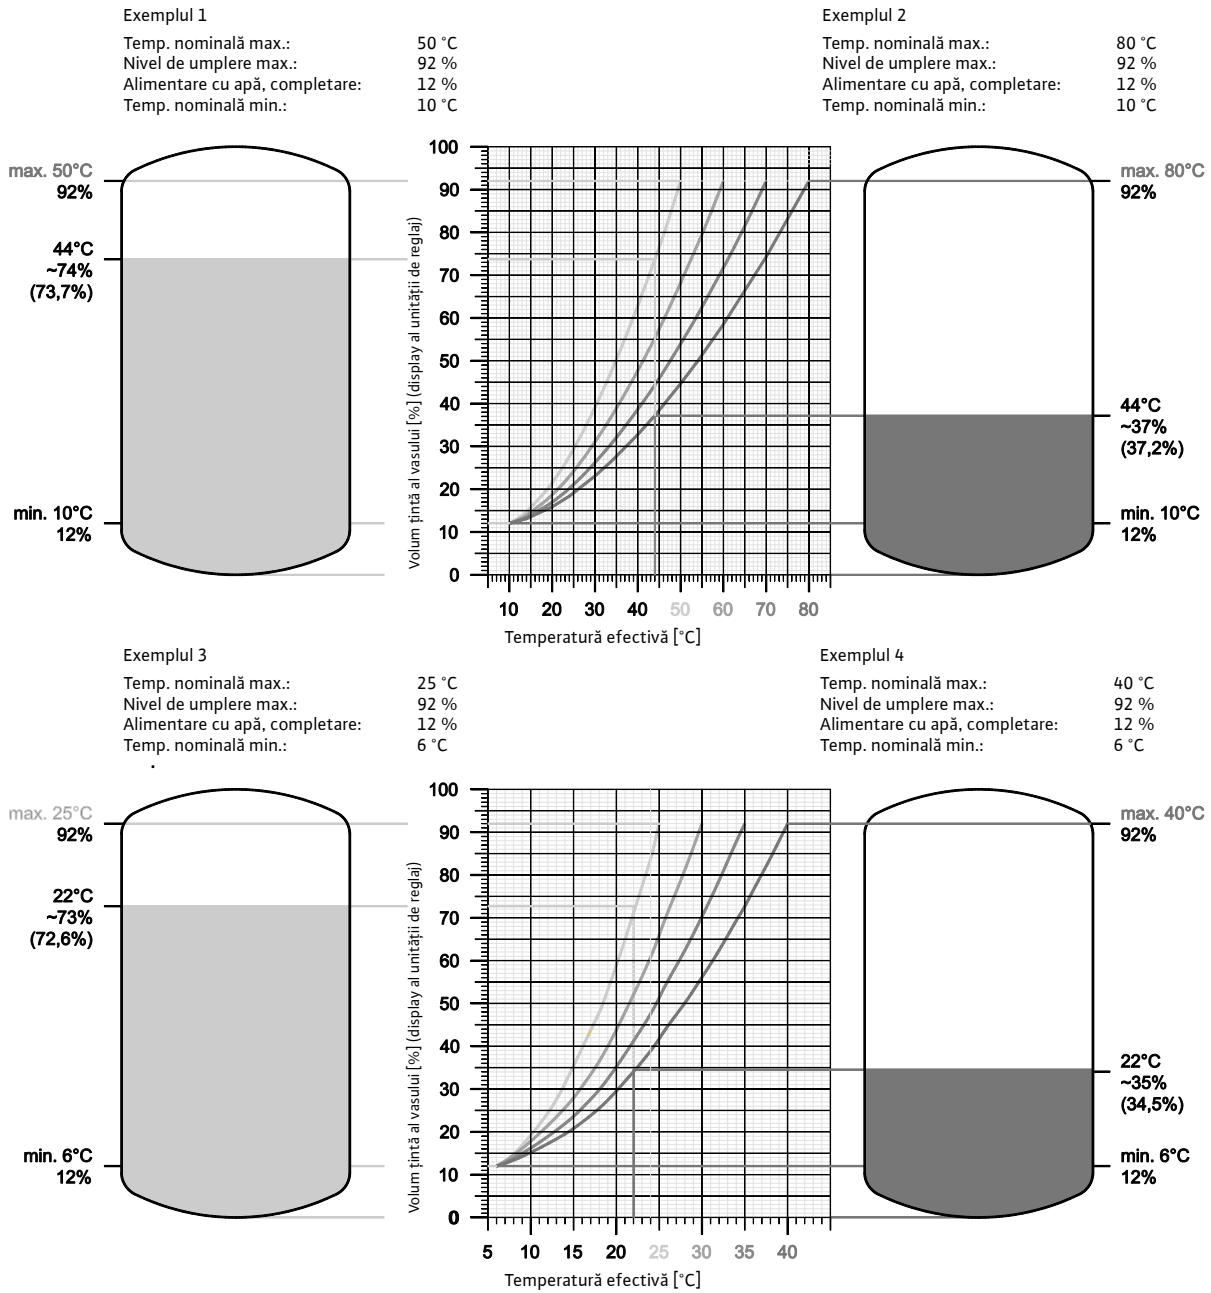 Exemplul 1
Temp. nominală max.: 50 °C
Nivel de umplere max.: 92 %
Alimentare cu apă, completare: 12 %
Temp. nominală min.: 10 °C
Exemplul 2
Temp. nominală max.: 80 °C
Nivel de umplere max.: 92 %
Alimentare cu apă, completare: 12 %
Temp. nominală min.: 10 °C
max. 50°C
92%
44°C
~74%
(73,7%)
min. 10°C
12%
Volum țintă al vasului [%] (display al unității de reglaj)
100
90
80
70
60
50
40
30
20
10
0
10 20 30 40 50 60 70 80
Temperatură efectivă [°C]
max. 80°C
92%
44°C
~37%
(37,2%)
min. 10°C
12%
Exemplul 3
Temp. nominală max.: 25 °C
Nivel de umplere max.: 92 %
Alimentare cu apă, completare: 12 %
Temp. nominală min.: 6 °C
Exemplul 4
Temp. nominală max.: 40 °C
Nivel de umplere max.: 92 %
Alimentare cu apă, completare: 12 %
Temp. nominală min.: 6 °C
max. 25°C
92%
22°C
~73%
(72,6%)
min. 6°C
12%
Volum țintă al vasului [%] (display al unității de reglaj)
100
90
80
70
60
50
40
30
20
10
0
5 10 15 20 25 30 35 40
Temperatură efectivă [°C]
max. 40°C
92%
22°C
~35%
(34,5%)
min. 6°C
12%